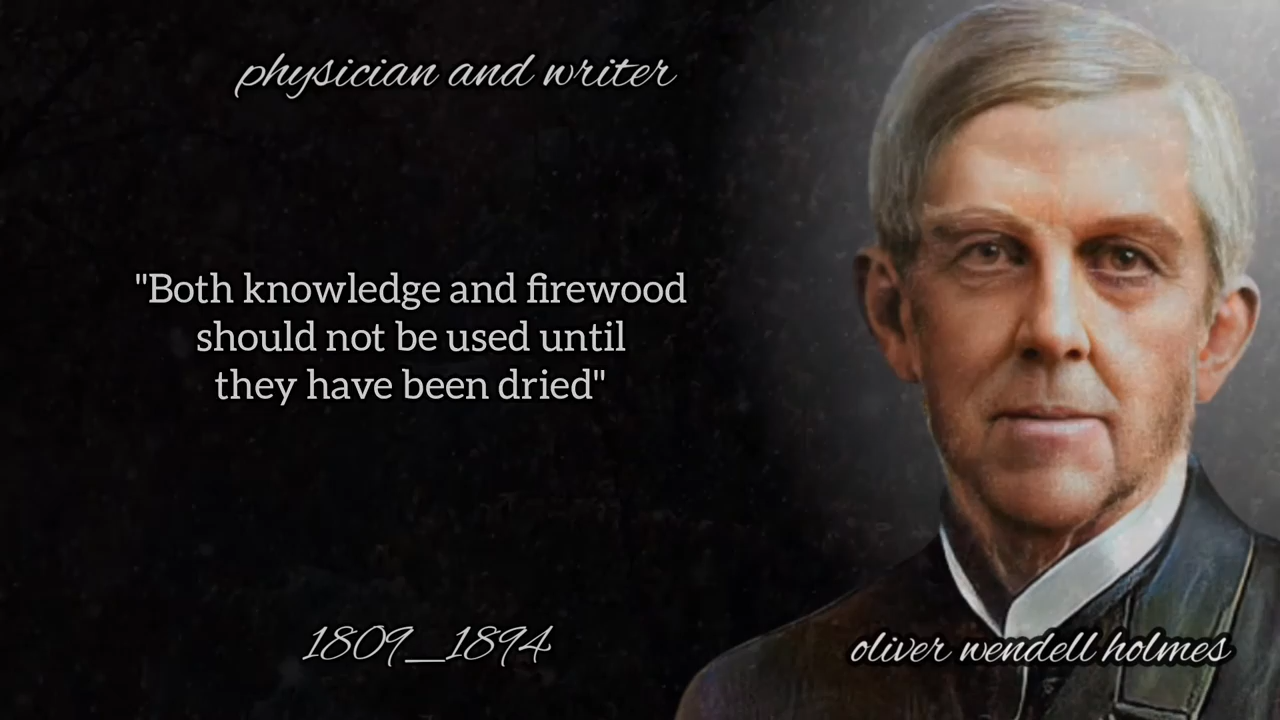 physician and writer
"Both knowledge and firewood
should not be used until
they have been dried"
1809_1894
oliver wendell holmes